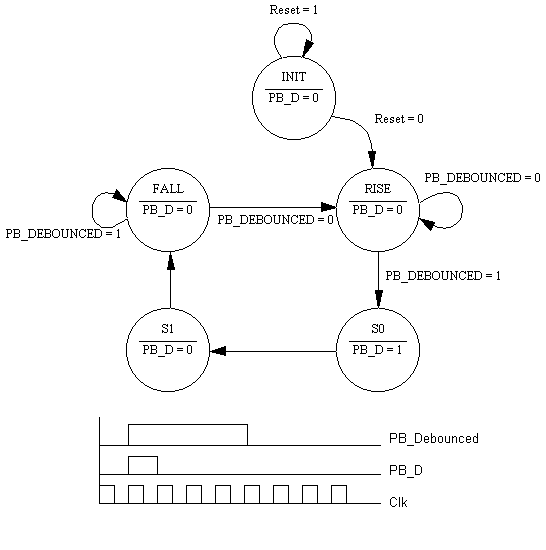 Reset = 1
INIT
PB_D = 0
Reset = 0
FALL
PB_D = 0
RISE
PB_D = 0
PB_DEBOUNCED = 0
PB_DEBOUNCED = 1
PB_DEBOUNCED = 0
PB_DEBOUNCED = 1
S1
PB_D = 0
S0
PB_D = 1
PB_Debounced
PB_D
Clk